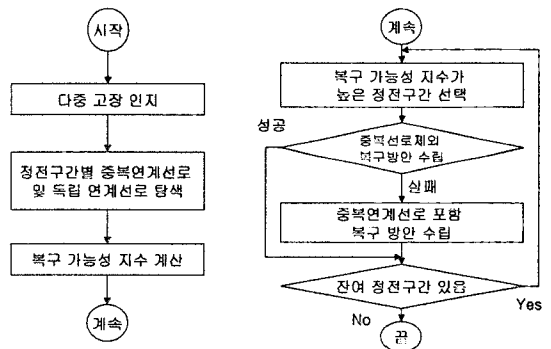 시작
다중 고장 인지
정전구간별 중복연계선로
및 독립 연계선로 탐색
복구 가능성 지수 계산
계속
계속
복구 가능성 지수가
높은 정전구간 선택
성공
중복선로제외
복구방안 수립
실패
중복연계선로 포함
복구 방안 수립
잔여 정전구간 있음
Yes
No
끝